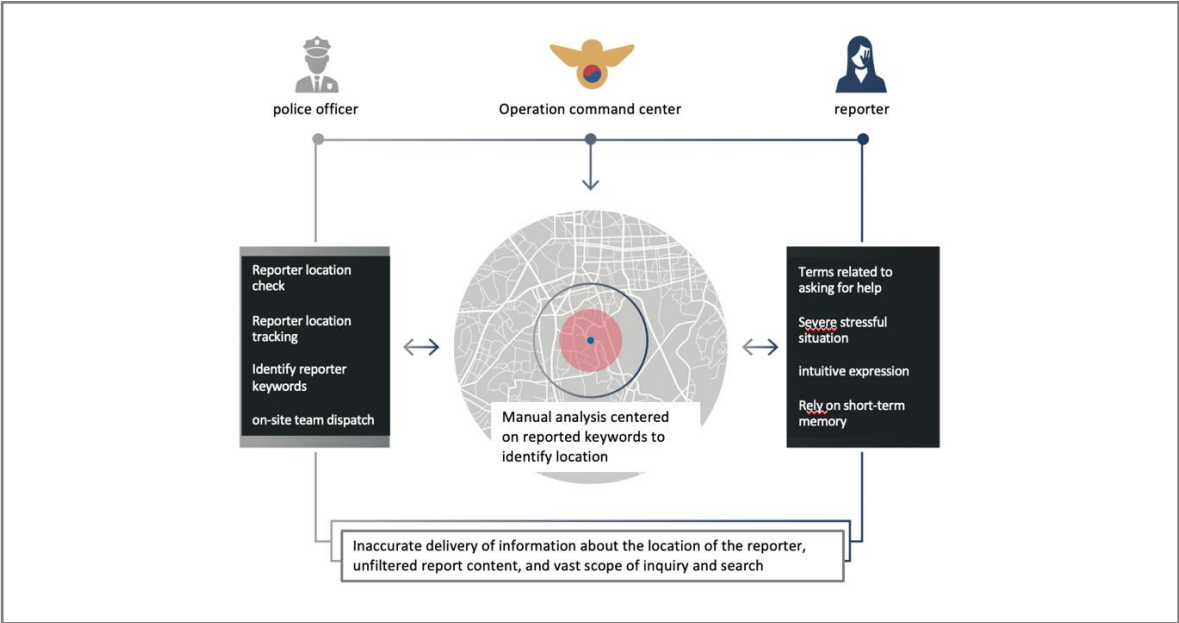 police officer
Operation command center
reporter
Reporter location
check
Reporter location
tracking
Identify reporter
keywords
on-site team dispatch
Manual analysis centered
on reported keywords to
identify location
Terms related to
asking for help
Severe stressful
situation
intuitive expression
Rely on short-term
memory
Inaccurate delivery of information about the location of the reporter,
unfiltered report content, and vast scope of inquiry and search